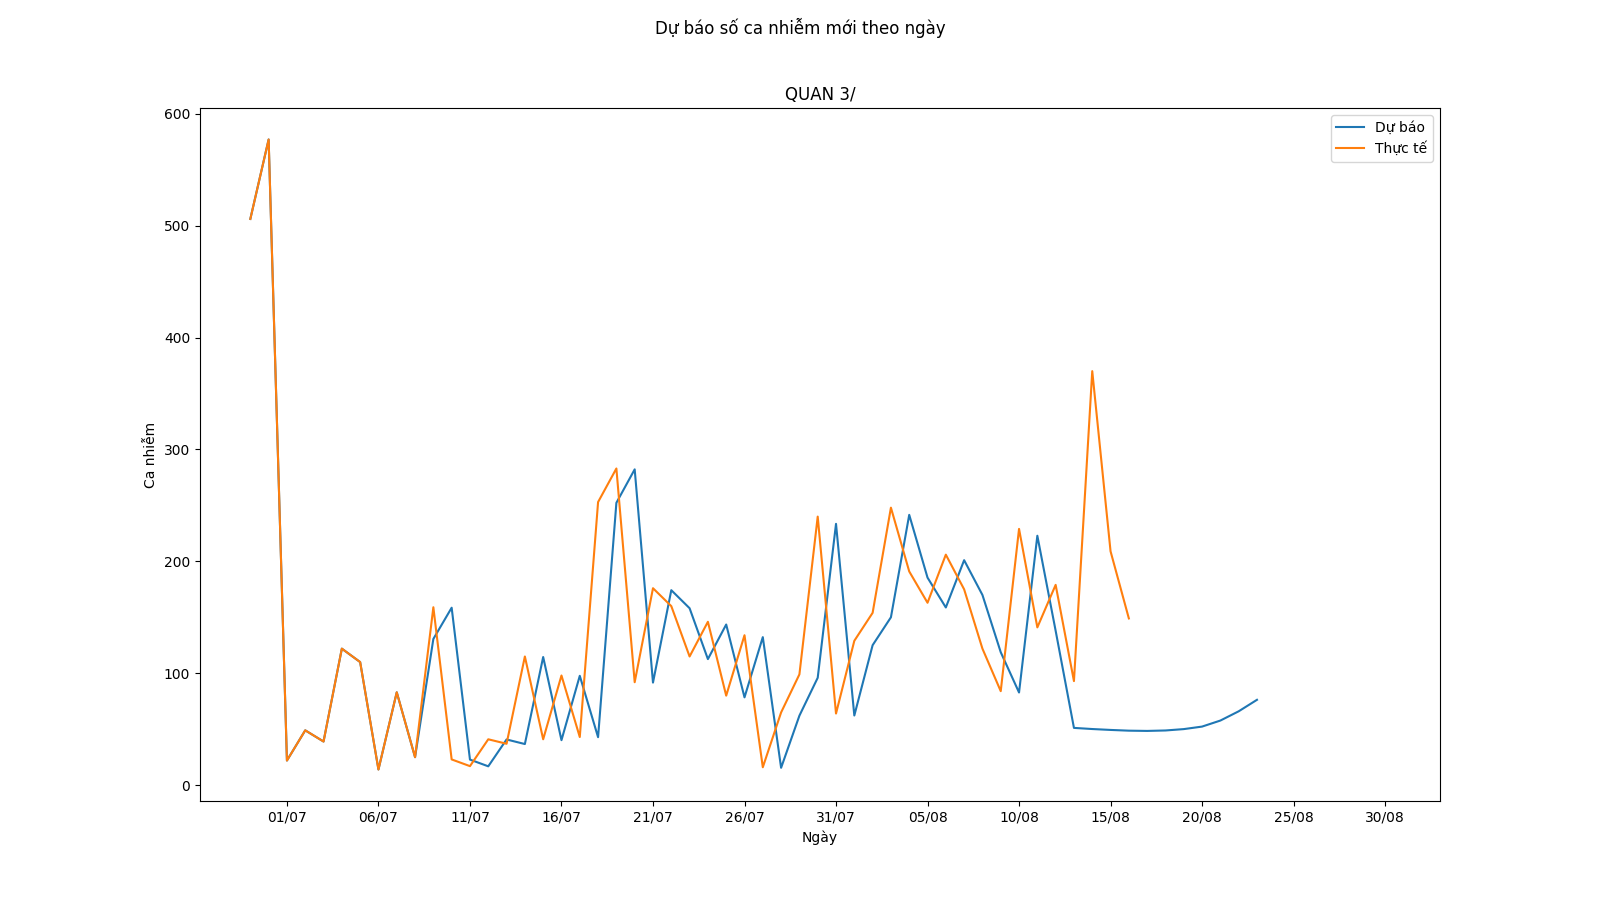 Dự báo số ca nhiễm mới theo ngày
QUAN 3/
Dự báo
Thực tế
600
500
400
300
200
100
0
Ca nhiễm
01/07 06/07 11/07 16/07 21/07 26/07 31/07 05/08 10/08 15/08 20/08 25/08 30/08
Ngày